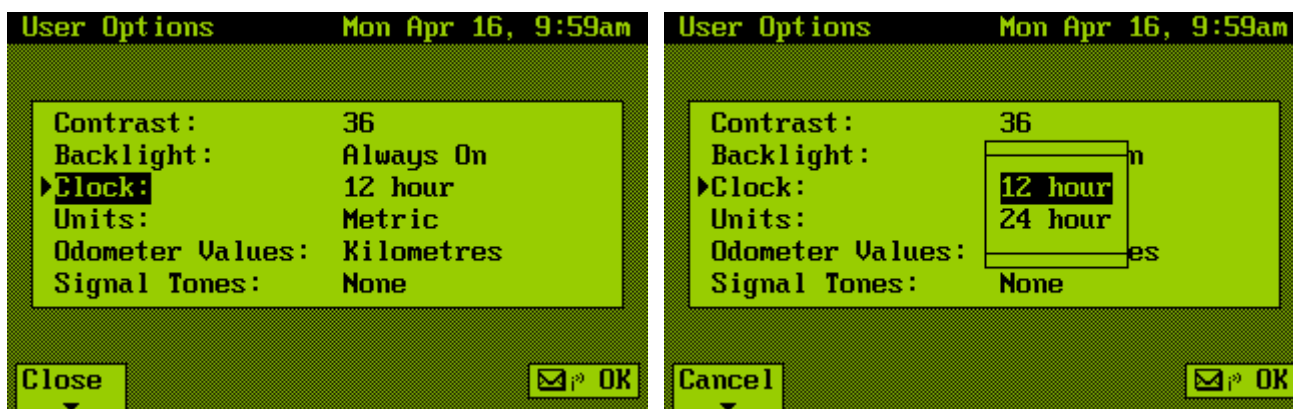 User Options Mon Apr 16, 9:59am
Contrast: 36
Backlight: Always On
Clock: 12 hour
Units: Metric
Odometer Values: Kilometres
Signal Tones: None
Close OK
User Options Mon Apr 16, 9:59am
Contrast: 36
Backlight: n
Clock: 12 hour
Units: 24 hour
Odometer Values: es
Signal Tones: None
Cancel OK